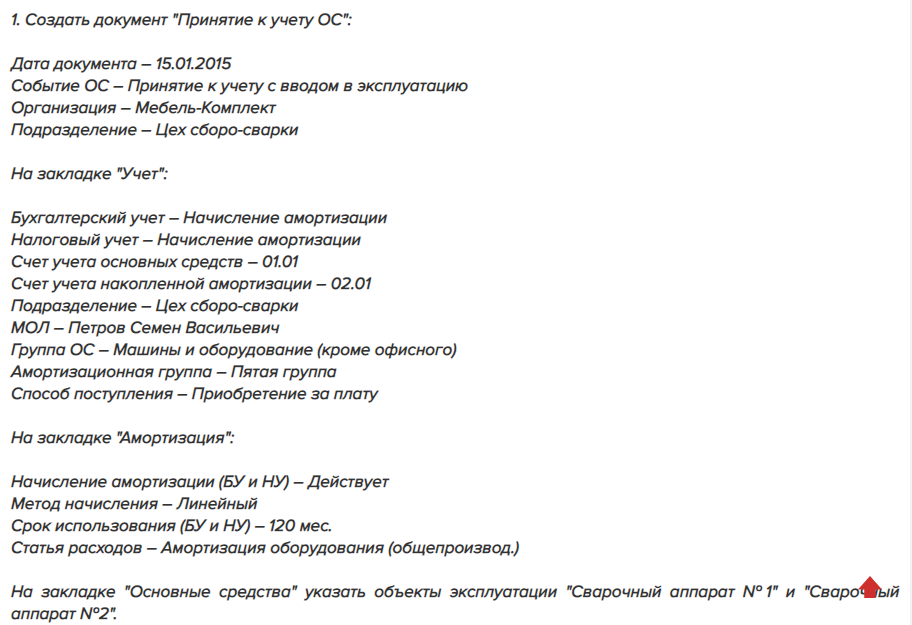 1. Создать документ "Принятие к учету ОС":
Дата документа – 15.01.2015
Событие ОС – Принятие к учету с вводом в эксплуатацию
Организация – Мебель-Комплект
Подразделение – Цех сборо-сварки
На закладке "Учет":
Бухгалтерский учет – Начисление амортизации
Налоговый учет – Начисление амортизации
Счет учета основных средств – 01.01
Счет учета накопленной амортизации – 02.01
Подразделение – Цех сборо-сварки
МОЛ – Петров Семен Васильевич
Группа ОС – Машины и оборудование (кроме офисного)
Амортизационная группа – Пятая группа
Способ поступления – Приобретение за плату
На закладке "Амортизация":
Начисление амортизации (БУ и НУ) – Действует
Метод начисления – Линейный
Срок использования (БУ и НУ) – 120 мес.
Статья расходов – Амортизация оборудования (общепроизвод.)
На закладке "Основные средства" указать объекты эксплуатации "Сварочный аппарат №1" и "Сварочный
аппарат №2".